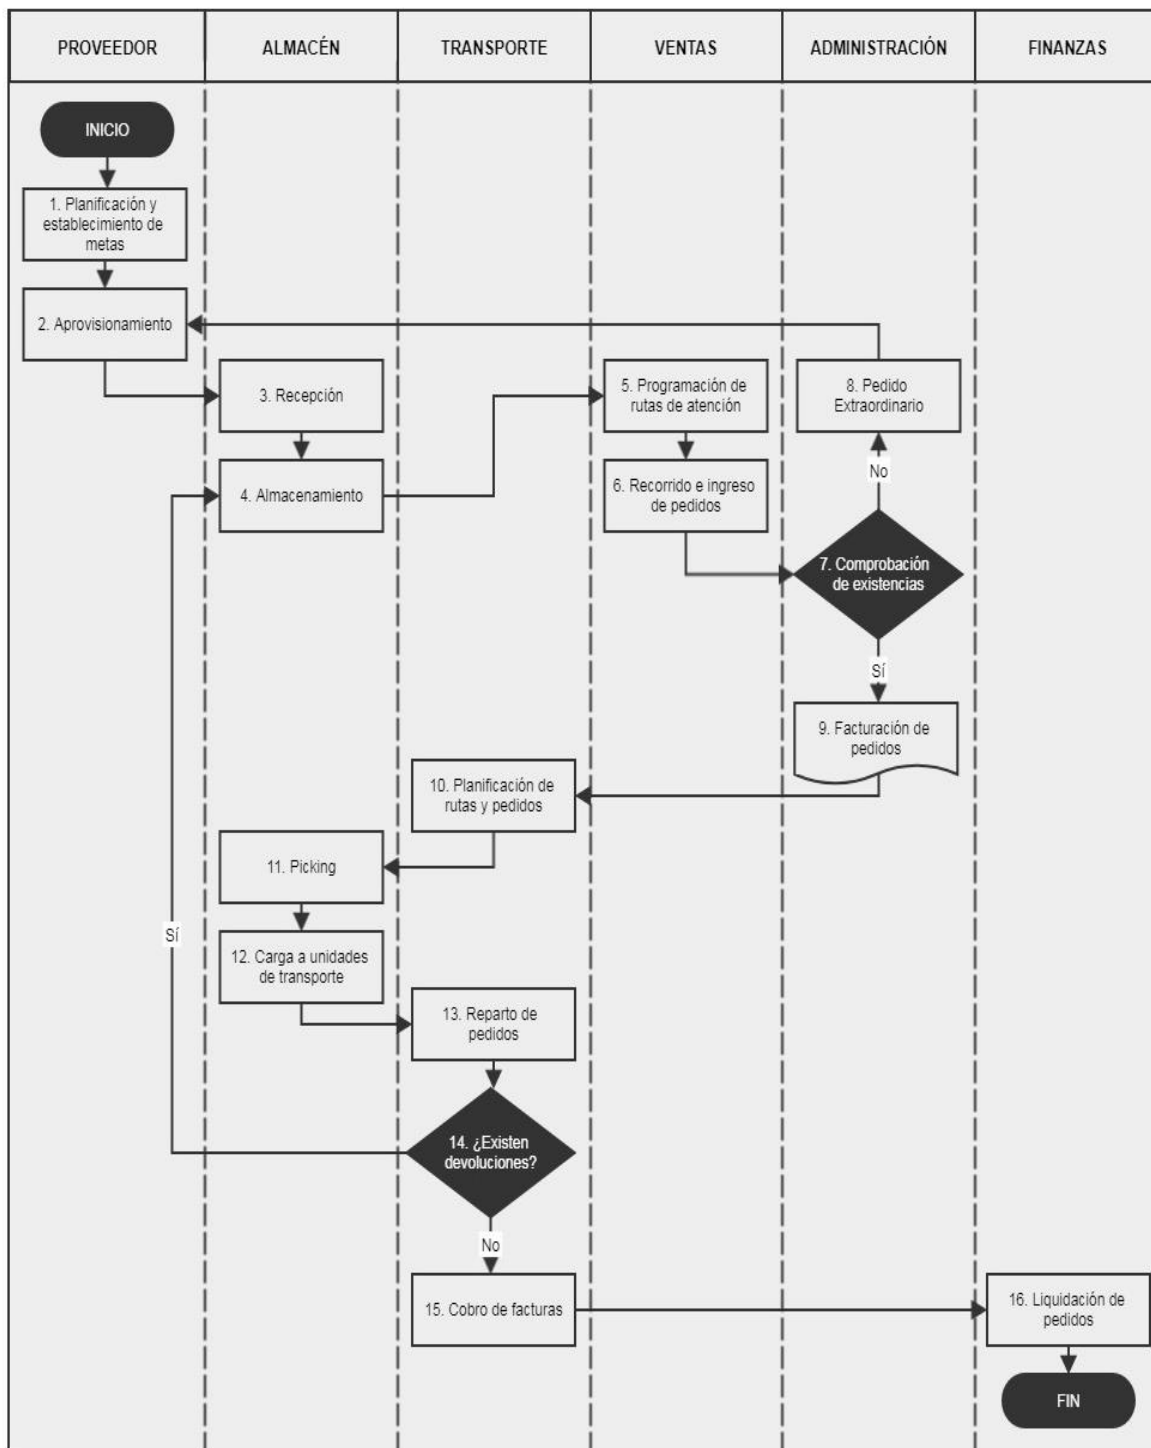 PROVEEDOR
ALMACÉN
TRANSPORTE
VENTAS
ADMINISTRACIÓN
FINANZAS
INICIO
1. Planificación y
establecimiento de
metas
2. Aprovisionamiento
3. Recepción
4. Almacenamiento
5. Programación de
rutas de atención
6. Recorrido e ingreso
de pedidos
8. Pedido
Extraordinario
No
7. Comprobación
de existencias
Sí
9. Facturación de
pedidos
10. Planificación de
rutas y pedidos
11. Picking
12. Carga a unidades
de transporte
13. Reparto de
pedidos
14. ¿Existen
devoluciones?
Sí
No
15. Cobro de facturas
16. Liquidación de
pedidos
FIN